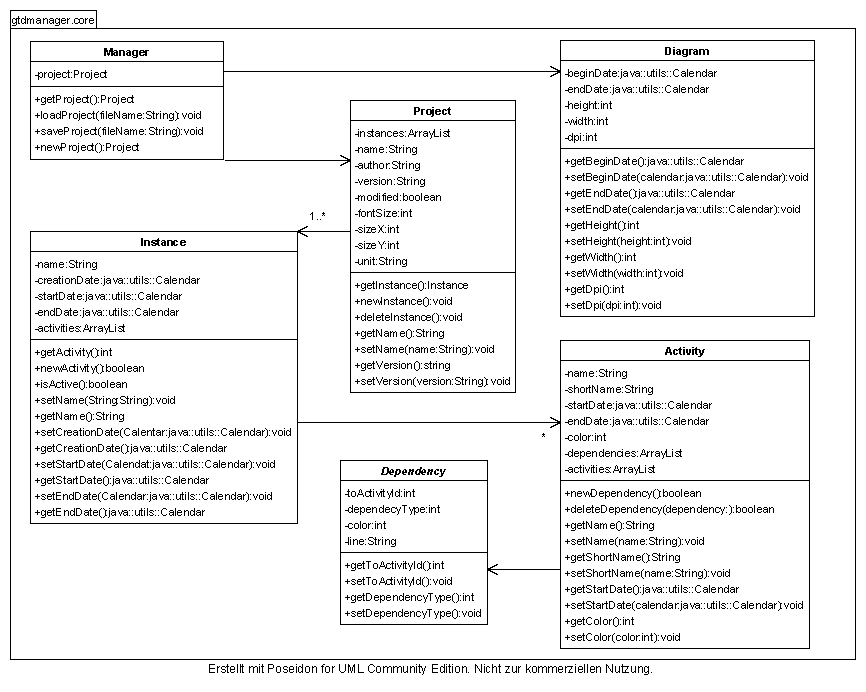 gtdmanager.core
Manager
-project:Project
+getProject():Project
+loadProject(fileName:String):void
+saveProject(fileName:String):void
+newProject():Project
Diagram
-beginDate:java::utils::Calendar
-endDate:java::utils::Calendar
-height:int
-width:int
-dpi:int
+getBeginDate():java::utils::Calendar
+setBeginDate(calendar:java::utils::Calendar):void
+getEndDate():java::utils::Calendar
+setEndDate(calendar:java::utils::Calendar):void
+getHeight():int
+setHeight(height:int):void
+getWidth():int
+setWidth(width:int):void
+getDpi():int
+setDpi(dpi:int):void
Project
-instances:ArrayList
-name:String
-author:String
-version:String
-modified:boolean
-fontSize:int
-sizeX:int
-sizeY:int
-unit:String
+getInstance():Instance
+newInstance():void
+deleteInstance():void
+getName():String
+setName(name:String):void
+getVersion():string
+setVersion(version:String):void
1..*
Instance
-name:String
-creationDate:java::utils::Calendar
-startDate:java::utils::Calendar
-endDate:java::utils::Calendar
-activities:ArrayList
+getActivity():int
+newActivity():boolean
+isActive():boolean
+setName(String:String):void
+getName():String
+setCreationDate(Calentar:java::utils::Calendar):void
+getCreationDate():java::utils::Calendar
+setStartDate(Calendat:java::utils::Calendar):void
+getStartDate():java::utils::Calendar
+setEndDate(Calendar:java::utils::Calendar):void
+getEndDate():java::utils::Calendar
*
Activity
-name:String
-shortName:String
-startDate:java::utils::Calendar
-endDate:java::utils::Calendar
-color:int
-dependencies:ArrayList
-activities:ArrayList
+newDependency():boolean
+deleteDependency(dependency:):boolean
+getName():String
+setName(name:String):void
+getShortName():String
+setShortName(name:String):void
+getStartDate():java::utils::Calendar
+setStartDate(calendar:java::utils::Calendar):void
+getColor():int
+setColor(color:int):void
Dependency
-toActivityId:int
-dependecyType:int
-color:int
-line:String
+getToActivityId():int
+setToActivityId():void
+getDependencyType():int
+setDependencyType():void
Erstellt mit Poseidon for UML Community Edition. Nicht zur kommerziellen Nutzung.